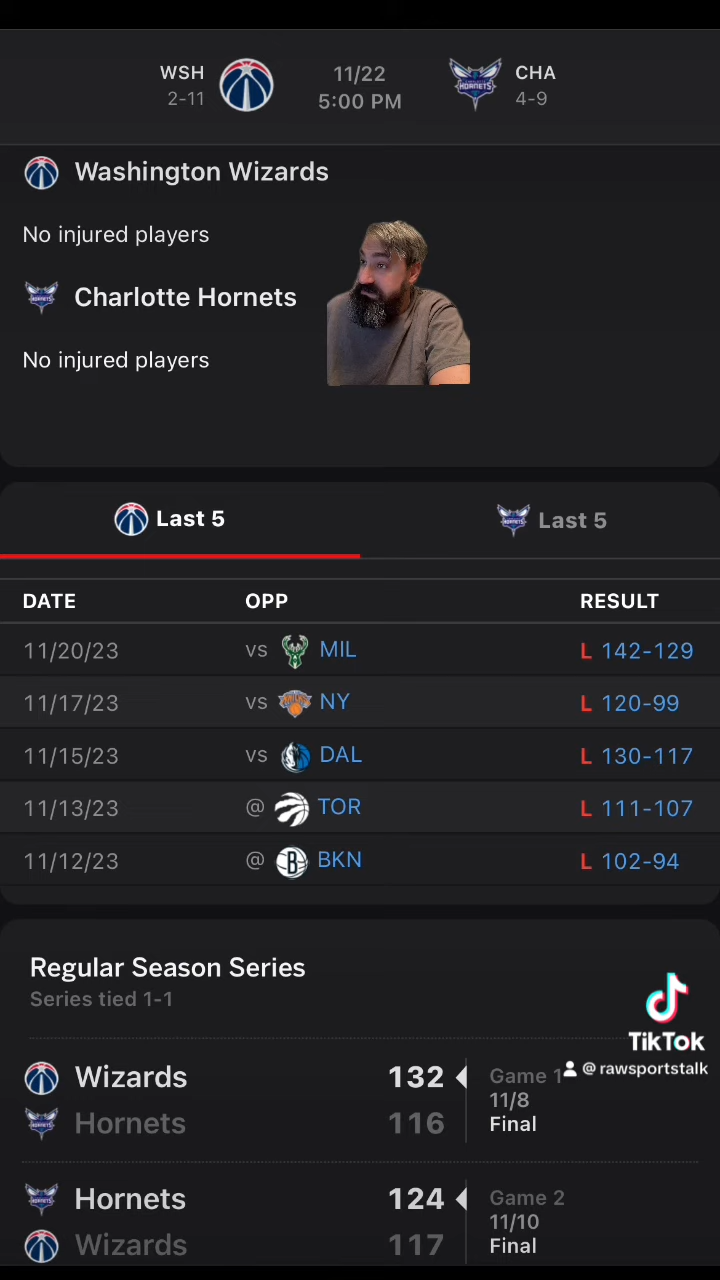 WSH 11/22 CHA
2-11 5:00 PM 4-9
Washington Wizards
No injured players
HORNETS Charlotte Hornets
No injured players
Last 5 Last 5
DATE OPP RESULT
11/20/23 vs MIL L 142-129
11/17/23 vs NY L 120-99
11/15/23 vs DAL L 130-117
11/13/23 @ TOR L 111-107
11/12/23 @ B BKN L 102-94
Regular Season Series
Series tied 1-1
TikTok
@rawsportstalk
Wizards 132 Game 1
11/8
Hornets 116 Final
Hornets 124 Game 2
11/10
Wizards 117 Final